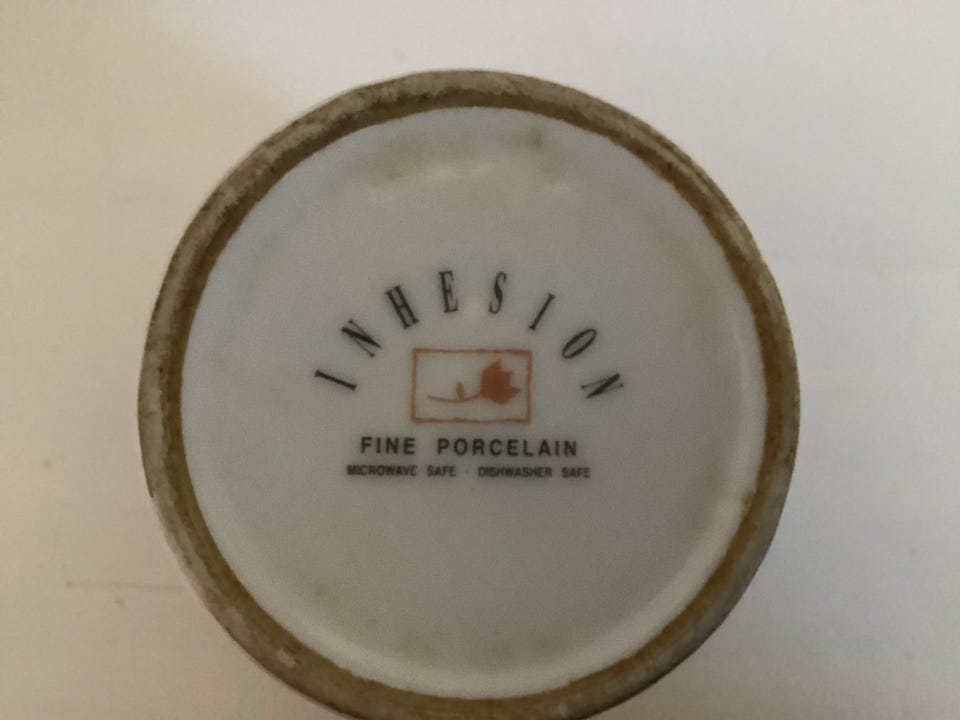 INHESION
FINE PORCELAIN
MICROWAVE SAFE · DISHWASHER SAFE